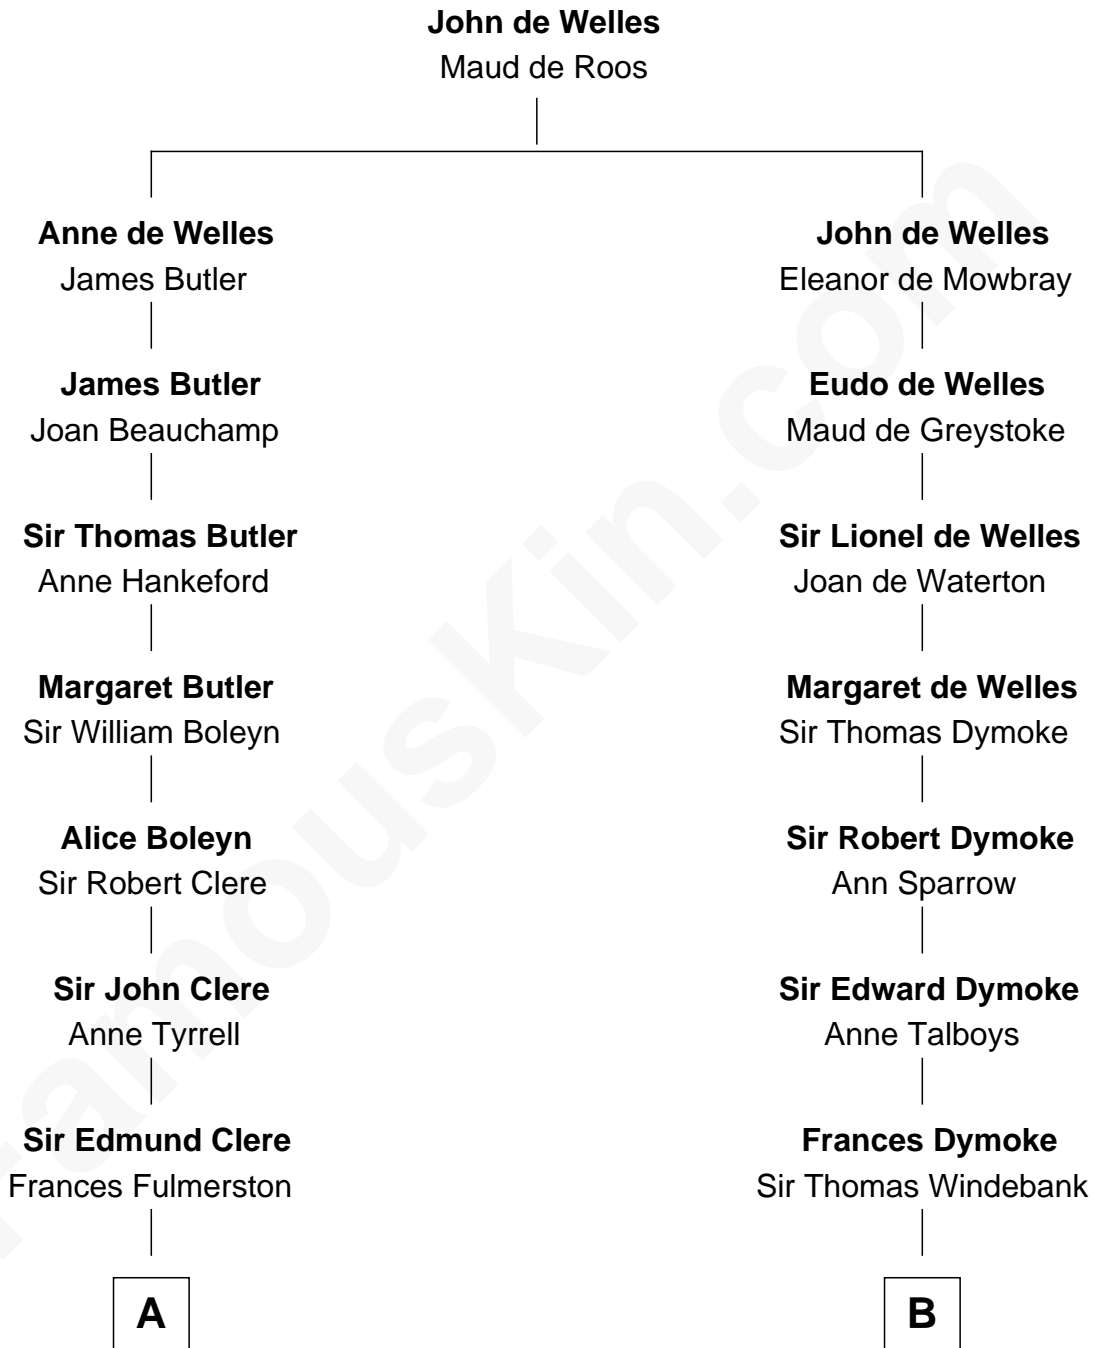 John de Welles
Maud de Roos
Anne de Welles
James Butler
John de Welles
Eleanor de Mowbray
James Butler
Joan Beauchamp
Eudo de Welles
Maud de Greystoke
Sir Thomas Butler
Anne Hankeford
Sir Lionel de Welles
Joan de Waterton
Margaret Butler
Sir William Boleyn
Margaret de Welles
Sir Thomas Dymoke
Alice Boleyn
Sir Robert Clere
Sir Robert Dymoke
Ann Sparrow
Sir John Clere
Anne Tyrrell
Sir Edward Dymoke
Anne Talboys
Sir Edmund Clere
Frances Fulmerston
Frances Dymoke
Sir Thomas Windebank
A
B
FamousKin.com